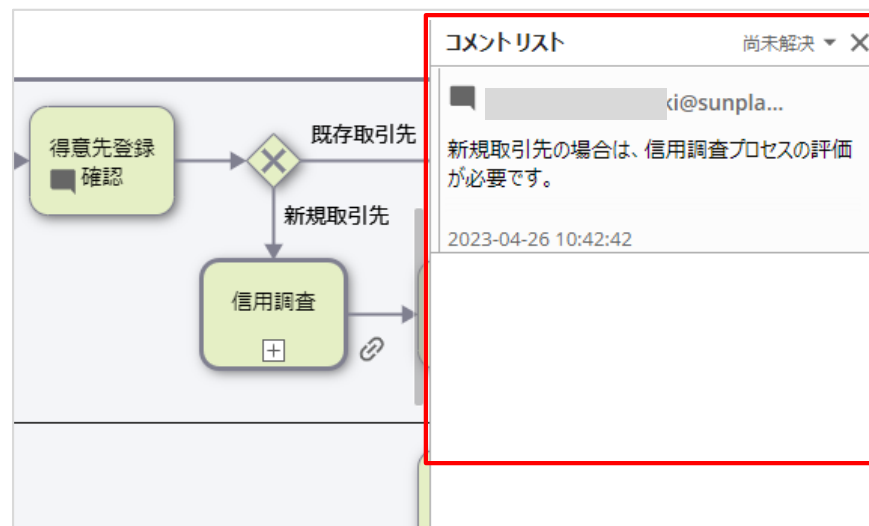 コメントリスト
尚未解决
ki@sunpla...
新規取引先の場合は、信用調査プロセスの評価
が必要です。
2023-04-26 10:42:42
得意先登録
確認
既存取引先
新規取引先
信用調査